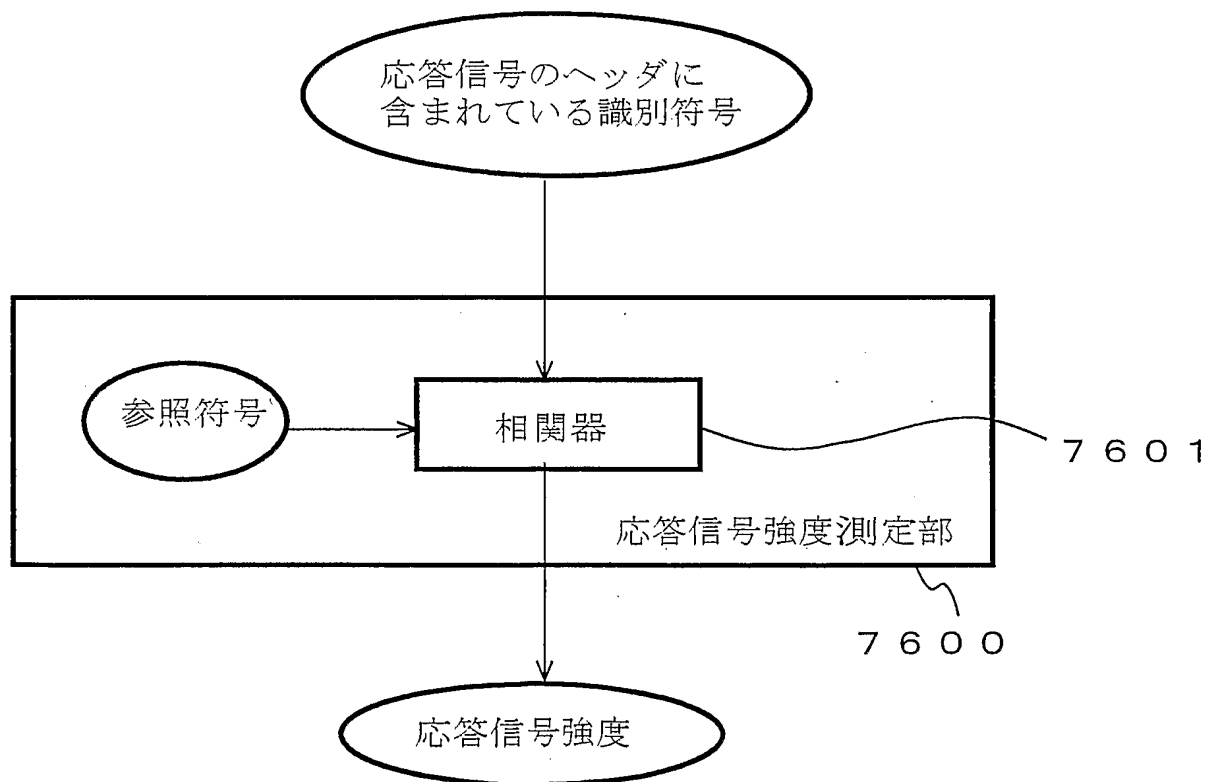 応答信号のヘッダに
含まれている識別符号
参照符号
相関器
７６０１
応答信号強度測定部
７６００
応答信号強度